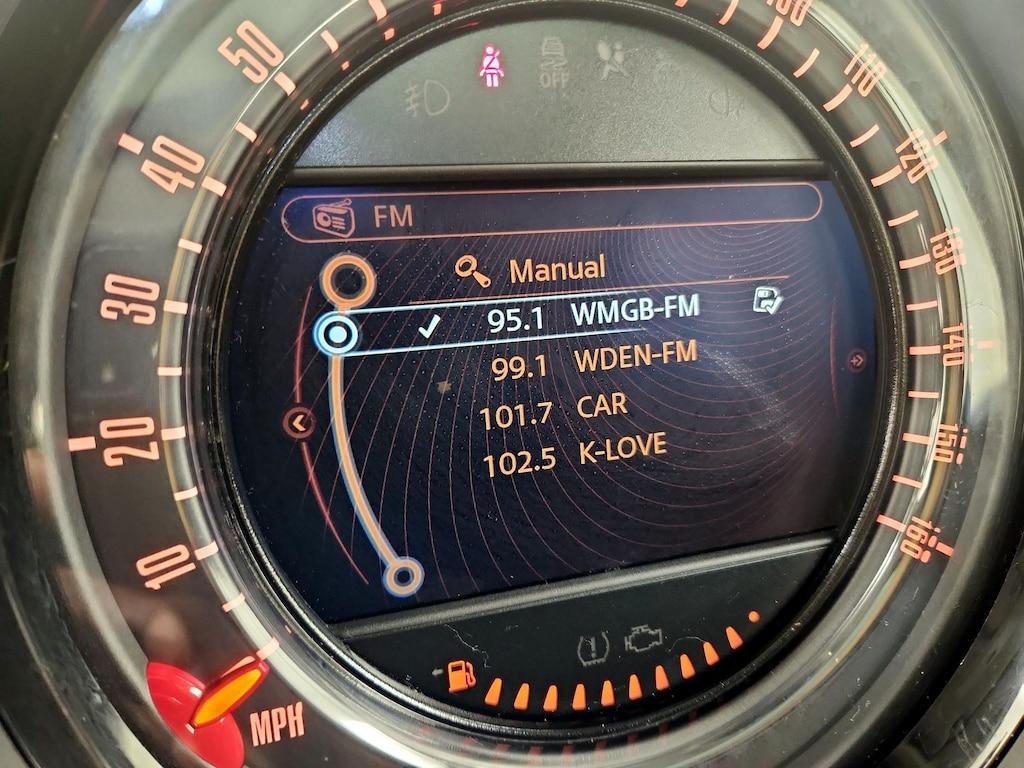 50
40
30
20
10
MPH
OFF
FM
Manual
95.1 WMGB-FM
99.1 WDEN-FM
101.7 CAR
102.5 K-LOVE
110
120
130
140
150
160